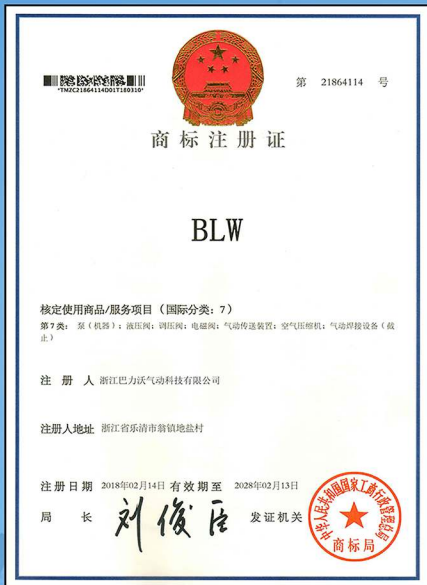 *TMZC21864114D01T180310*
第 21864114 号
商标注册证
BLW
核定使用商品/服务项目（国际分类：7）
第7类：泵（机器）；液压阀；调压阀；电磁阀；气动传送装置；空气压缩机；气动焊接设备（截
止）
注册人 浙江巴力沃气动科技有限公司
注册人地址 浙江省乐清市翁镇地盐村
注册日期 2018年02月14日 有效期至 2028年02月13日
局长 刘俊臣 发证机关
中华人民共和国国家工商行政管理总局
商标局